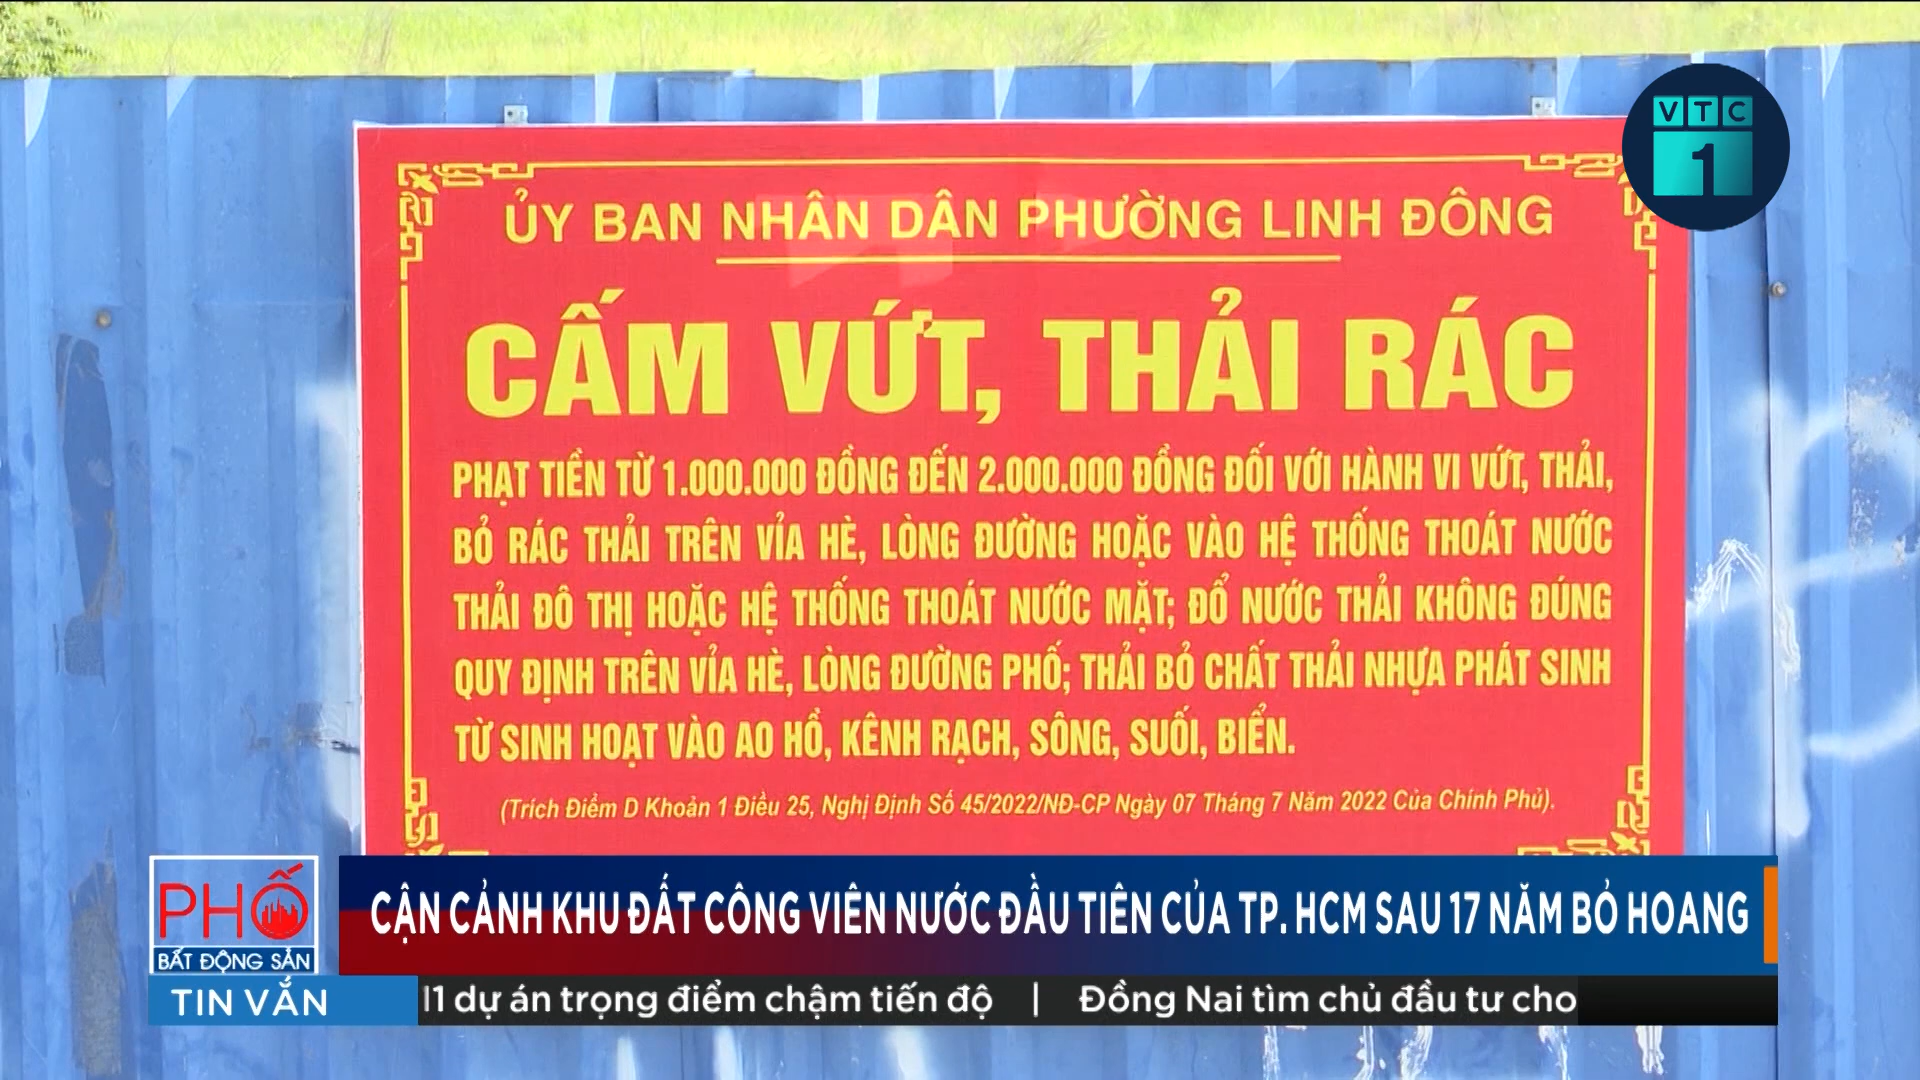 VTC
1
ỦY BAN NHÂN DÂN PHƯỜNG LINH ĐÔNG
CẤM VỨT, THẢI RÁC
PHẠT TIỀN TỪ 1.000.000 ĐỒNG ĐẾN 2.000.000 ĐỒNG ĐỐI VỚI HÀNH VI VỨT, THẢI,
BỎ RÁC THẢI TRÊN VỈA HÈ, LÒNG ĐƯỜNG HOẶC VÀO HỆ THỐNG THOÁT NƯỚC
THẢI ĐÔ THỊ HOẶC HỆ THỐNG THOÁT NƯỚC MẶT; ĐỔ NƯỚC THẢI KHÔNG ĐÚNG
QUY ĐỊNH TRÊN VỈA HÈ, LÒNG ĐƯỜNG PHỐ; THẢI BỎ CHẤT THẢI NHỰA PHÁT SINH
TỪ SINH HOẠT VÀO AO HỒ, KÊNH RẠCH, SÔNG, SUỐI, BIỂN.
(Trích Điểm D Khoản 1 Điều 25, Nghị Định Số 45/2022/NĐ-CP Ngày 07 Tháng 7 Năm 2022 Của Chính Phủ).
PHỐ
BẤT ĐỘNG SẢN
CẬN CẢNH KHU ĐẤT CÔNG VIÊN NƯỚC ĐẦU TIÊN CỦA TP. HCM SAU 17 NĂM BỎ HOANG
TIN VẮN
11 dự án trọng điểm chậm tiến độ | Đồng Nai tìm chủ đầu tư cho